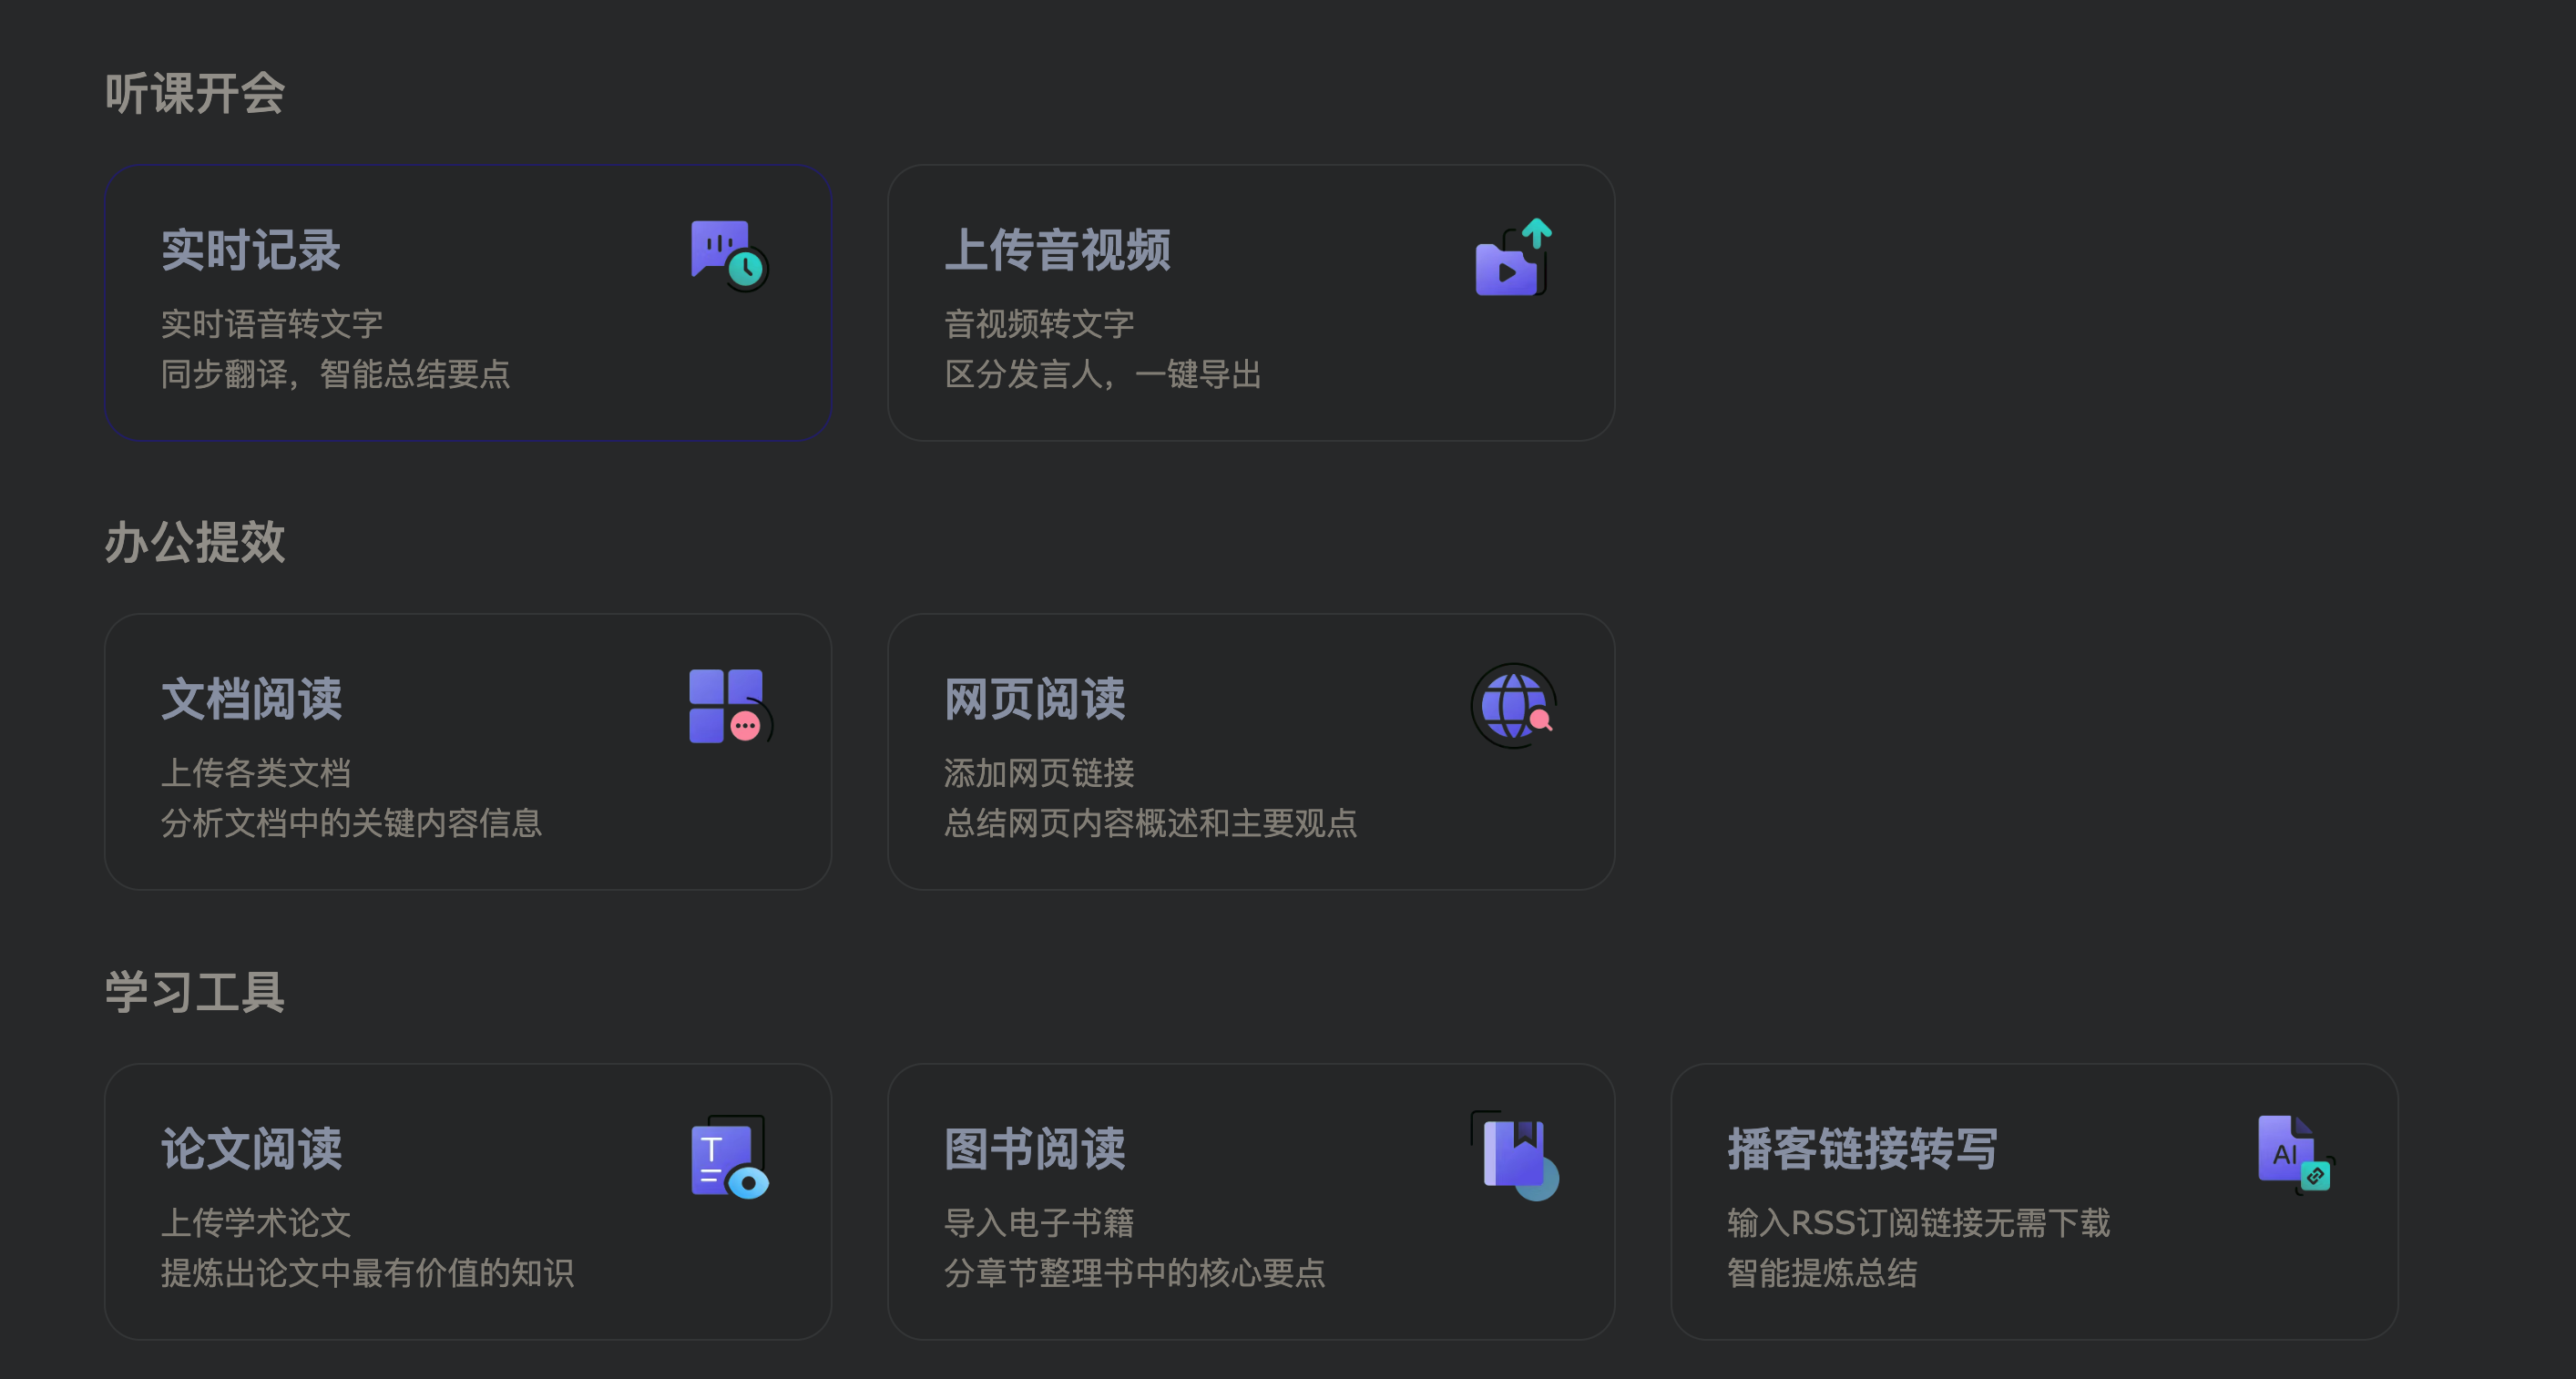 听课开会
实时记录
实时语音转文字
同步翻译，智能总结要点
上传音视频
音视频转文字
区分发言人，一键导出
办公提效
文档阅读
上传各类文档
分析文档中的关键内容信息
网页阅读
添加网页链接
总结网页内容概述和主要观点
学习工具
论文阅读
上传学术论文
提炼出论文中最有价值的知识
图书阅读
导入电子书籍
分章节整理书中的核心要点
播客链接转写
AI
输入RSS订阅链接无需下载
智能提炼总结